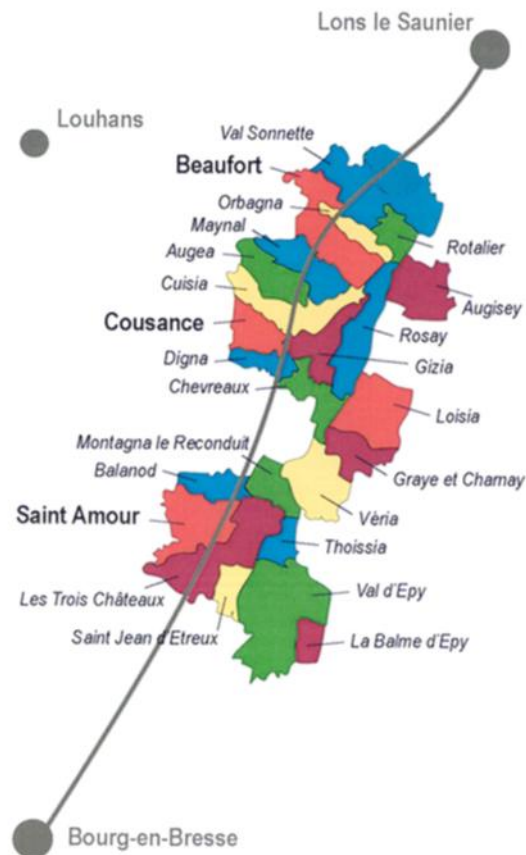 Lons le Saunier
Louhans
Val Sonnette
Beaufort
Orbagna
Maynal
Rotalier
Augea
Cuisia
Augisey
Cousance
Rosay
Digna
Gizia
Chevreaux
Loisia
Montagna le Reconduit
Balanod
Graye et Charnay
Véria
Saint Amour
Thoissia
Les Trois Châteaux
Val d'Epy
Saint Jean d'Etreux
La Balme d'Epy
Bourg-en-Bresse